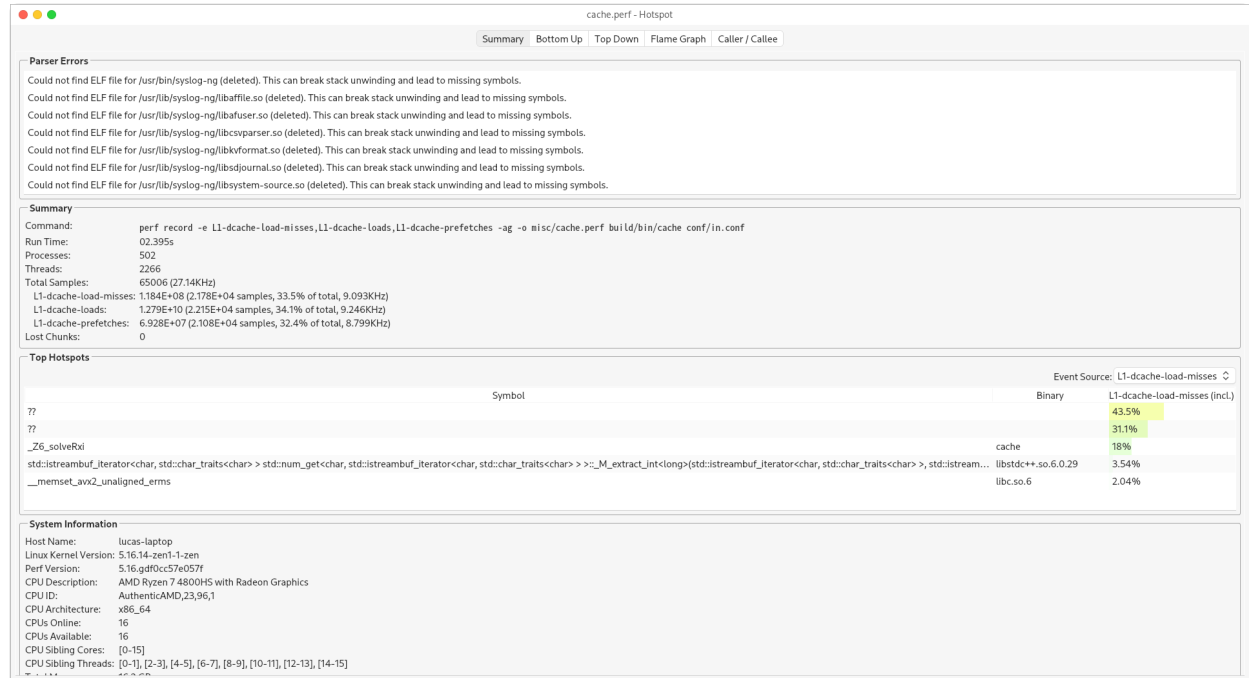 cache.perf - Hotspot
Summary Bottom Up Top Down Flame Graph Caller / Callee
Parser Errors
Could not find ELF file for /usr/bin/syslog-ng (deleted). This can break stack unwinding and lead to missing symbols.
Could not find ELF file for /usr/lib/syslog-ng/libaffile.so (deleted). This can break stack unwinding and lead to missing symbols.
Could not find ELF file for /usr/lib/syslog-ng/libafuser.so (deleted). This can break stack unwinding and lead to missing symbols.
Could not find ELF file for /usr/lib/syslog-ng/libcsvparser.so (deleted). This can break stack unwinding and lead to missing symbols.
Could not find ELF file for /usr/lib/syslog-ng/libkvformat.so (deleted). This can break stack unwinding and lead to missing symbols.
Could not find ELF file for /usr/lib/syslog-ng/libsdjournal.so (deleted). This can break stack unwinding and lead to missing symbols.
Could not find ELF file for /usr/lib/syslog-ng/libsystem-source.so (deleted). This can break stack unwinding and lead to missing symbols.
Summary
Command: perf record -e L1-dcache-load-misses,L1-dcache-loads,L1-dcache-prefetches -ag -o misc/cache.perf build/bin/cache conf/in.conf
Run Time: 02.395s
Processes: 502
Threads: 2266
Total Samples: 65006 (27.14KHz)
L1-dcache-load-misses: 1.184E+08 (2.178E+04 samples, 33.5% of total, 9.093KHz)
L1-dcache-loads: 1.279E+10 (2.215E+04 samples, 34.1% of total, 9.246KHz)
L1-dcache-prefetches: 6.928E+07 (2.108E+04 samples, 32.4% of total, 8.799KHz)
Lost Chunks: 0
Top Hotspots
Event Source: L1-dcache-load-misses
Symbol Binary L1-dcache-load-misses (incl.)
?? 43.5%
?? 31.1%
_Z6_solveRxi cache 18%
std::istreambuf_iterator<char, std::char_traits<char> > std::num_get<char, std::istreambuf_iterator<char, std::char_traits<char> > >::_M_extract_int<long>(std::istreambuf_iterator<char, std::char_traits<char> >, std::istream... libstdc++.so.6.0.29 3.54%
__memset_avx2_unaligned_erms libc.so.6 2.04%
System Information
Host Name: lucas-laptop
Linux Kernel Version: 5.16.14-zen1-1-zen
Perf Version: 5.16.gdf0cc57e057f
CPU Description: AMD Ryzen 7 4800HS with Radeon Graphics
CPU ID: AuthenticAMD,23,96,1
CPU Architecture: x86_64
CPUs Online: 16
CPUs Available: 16
CPU Sibling Cores: [0-15]
CPU Sibling Threads: [0-1], [2-3], [4-5], [6-7], [8-9], [10-11], [12-13], [14-15]